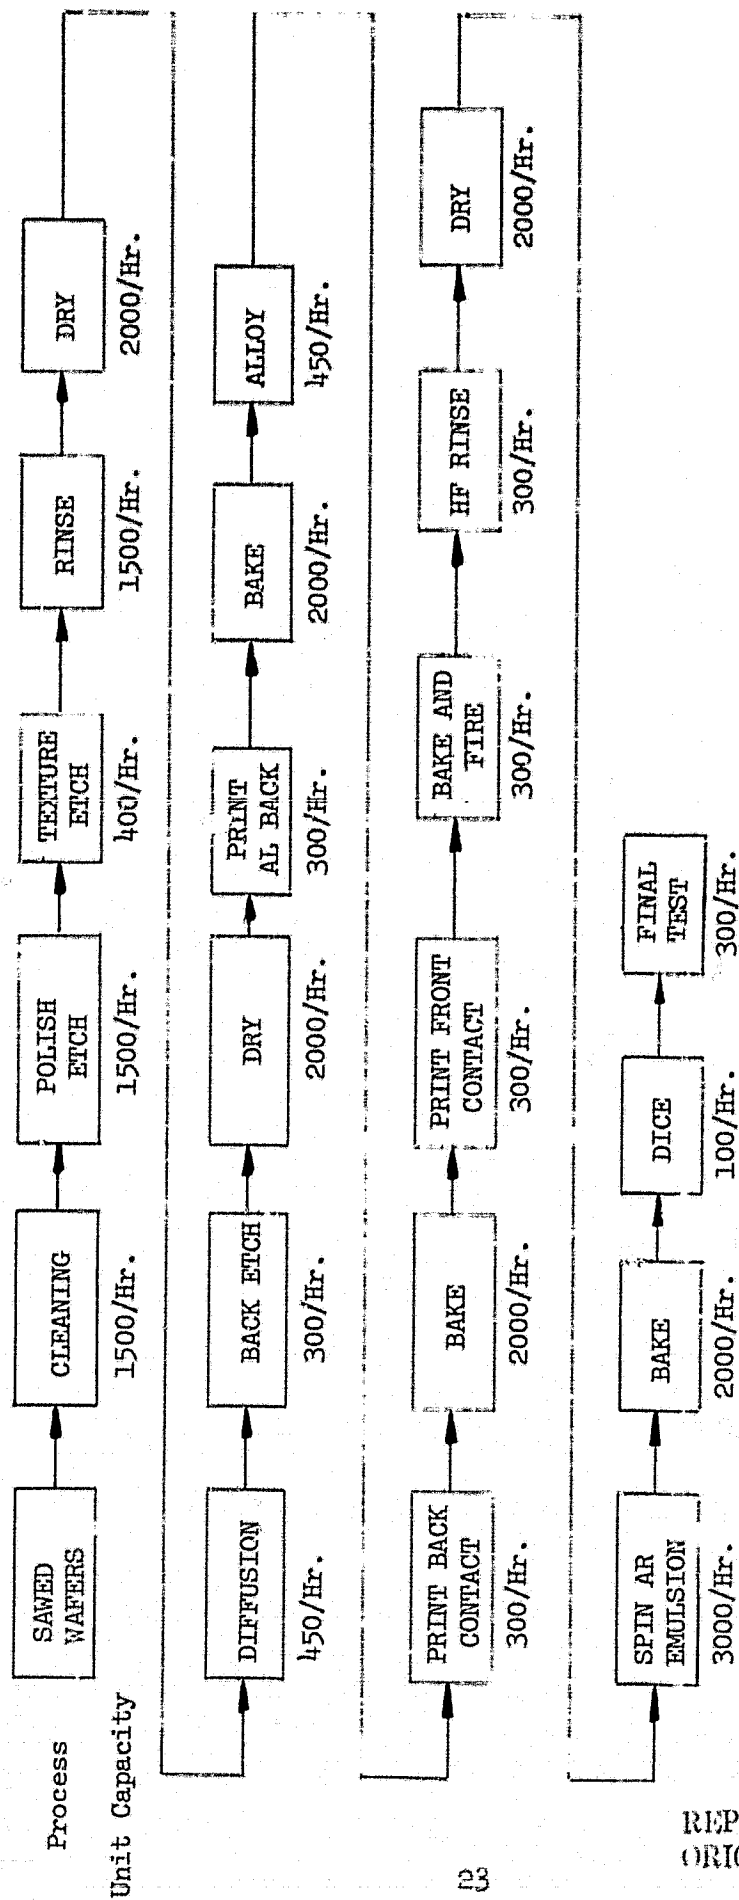 Process
Unit Capacity
SAWED
WAFERS
CLEANING
1500/Hr.
POLISH
ETCH
1500/Hr.
TEXTURE
ETCH
400/Hr.
RINSE
1500/Hr.
DRY
2000/Hr.
DIFFUSION
450/Hr.
BACK ETCH
300/Hr.
DRY
2000/Hr.
PRINT
AL BACK
300/Hr.
BAKE
2000/Hr.
ALLOY
450/Hr.
PRINT BACK
CONTACT
300/Hr.
BAKE
2000/Hr.
PRINT FRONT
CONTACT
300/Hr.
BAKE AND
FIRE
300/Hr.
HF RINSE
300/Hr.
DRY
2000/Hr.
SPIN AR
EMULSION
3000/Hr.
BAKE
2000/Hr.
DICE
100/Hr.
FINAL
TEST
300/Hr.
23